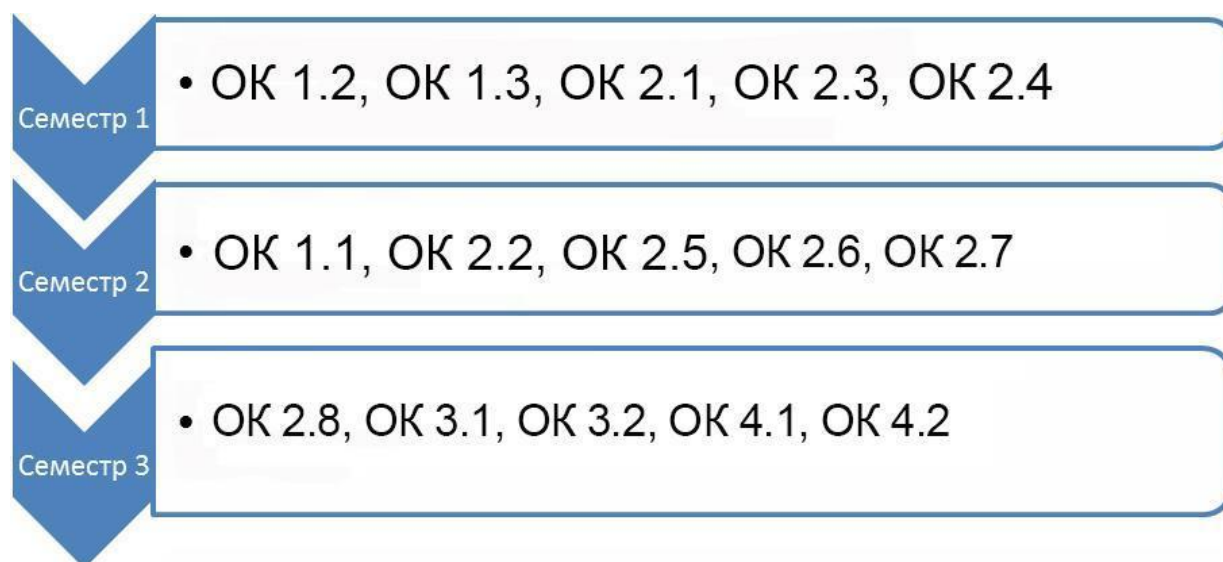 Семестр 1
• ОК 1.2, ОК 1.3, ОК 2.1, ОК 2.3, ОК 2.4
Семестр 2
• ОК 1.1, ОК 2.2, ОК 2.5, ОК 2.6, ОК 2.7
Семестр 3
• ОК 2.8, ОК 3.1, ОК 3.2, ОК 4.1, ОК 4.2